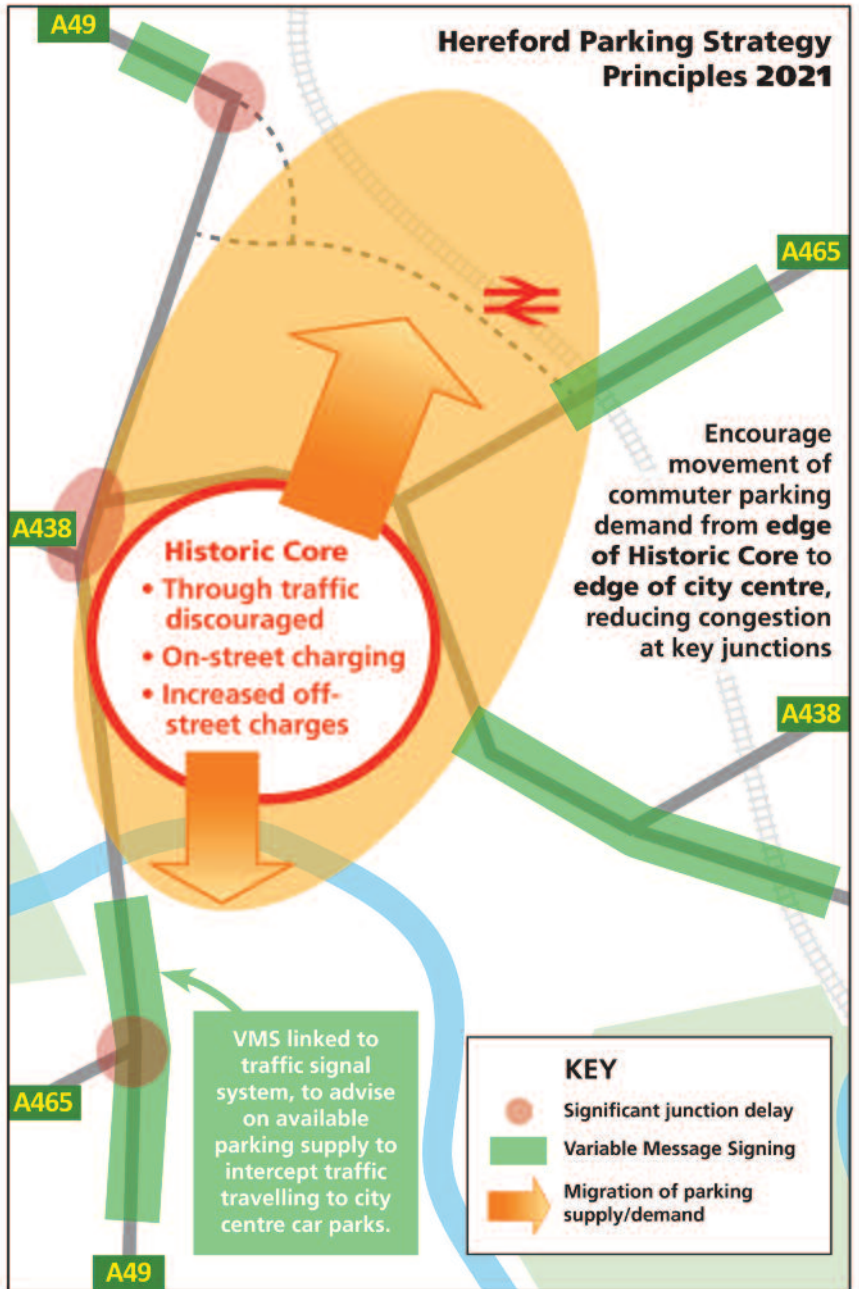 A49
Hereford Parking Strategy
Principles 2021
A465
Encourage
movement of
commuter parking
demand from edge
of Historic Core to
edge of city centre,
reducing congestion
at key junctions
A438
Historic Core
• Through traffic
discouraged
• On-street charging
• Increased off-
street charges
A438
VMS linked to
traffic signal
system, to advise
on available
parking supply to
intercept traffic
travelling to city
centre car parks.
A465
A49
KEY
Significant junction delay
Variable Message Signing
Migration of parking
supply/demand